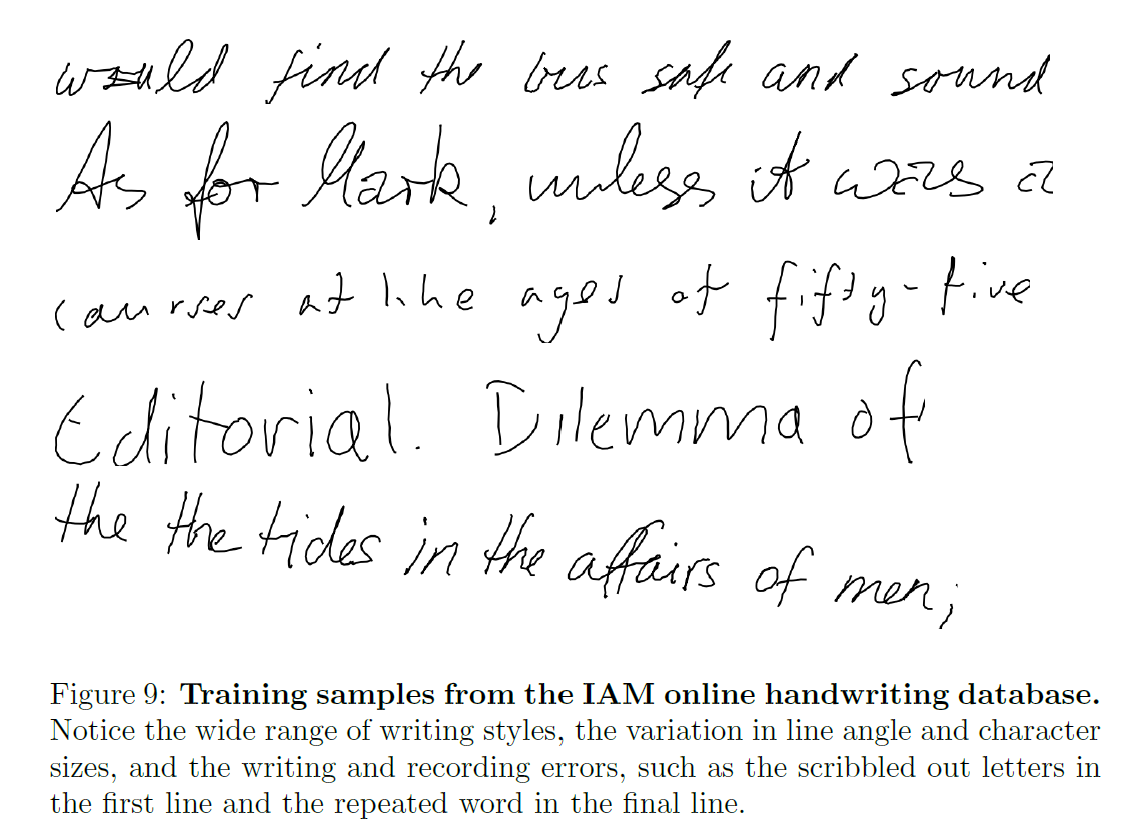 would find the bus safe and sound
As for Mark, unless it was a
courses at the ages of fifty-five
Editorial. Dilemma of
the the tides in the affairs of men;
Figure 9: Training samples from the IAM online handwriting database.
Notice the wide range of writing styles, the variation in line angle and character
sizes, and the writing and recording errors, such as the scribbled out letters in
the first line and the repeated word in the final line.